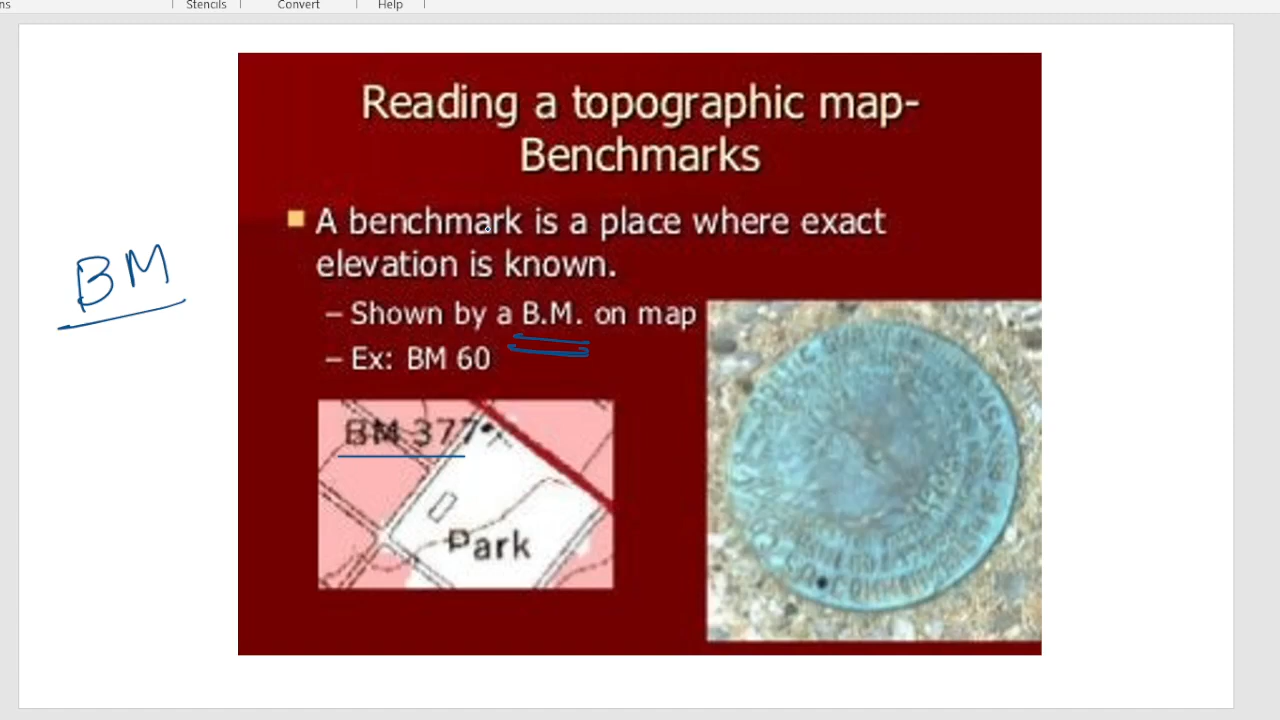 ns Stencils Convert Help
Reading a topographic map-
Benchmarks
A benchmark is a place where exact
elevation is known.
– Shown by a B.M. on map
– Ex: BM 60
BM
BM 377
Park